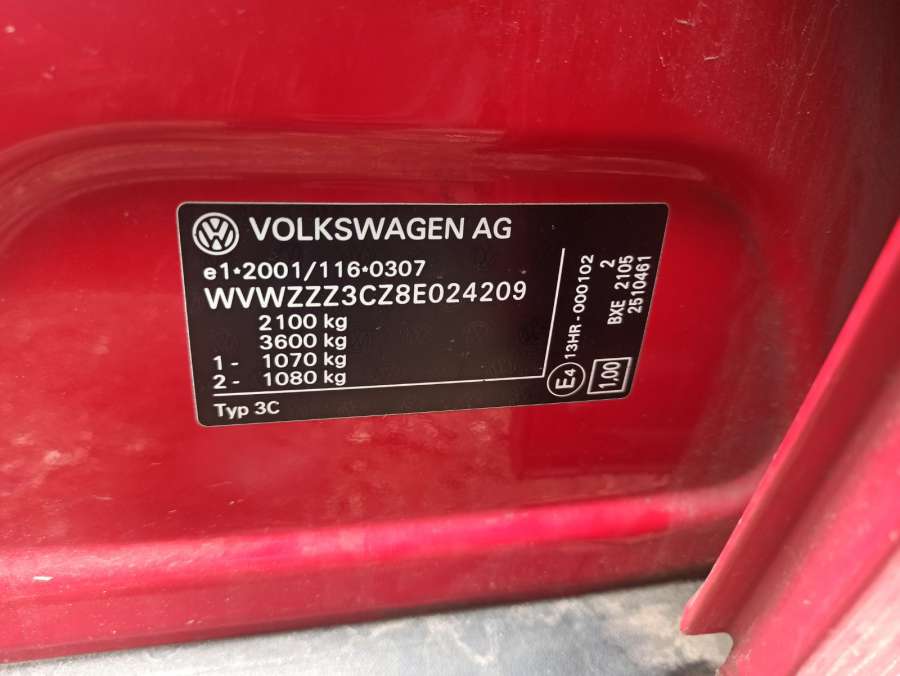 VOLKSWAGEN AG
e1*2001/116*0307
WVWZZZ3CZ8E024209
2100 kg
3600 kg
1 - 1070 kg
2 - 1080 kg
Typ 3C
E4 13HR-000102
1.00
2
BXE 2105
2510461